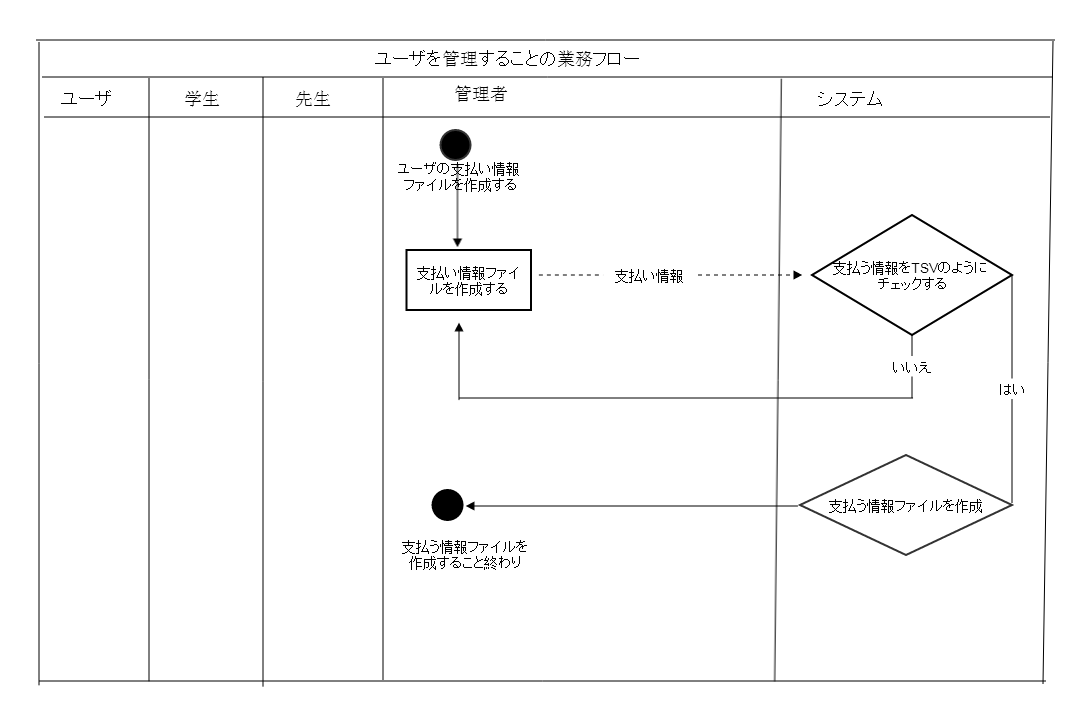 ユーザを管理することの業務フロー
ユーザ
学生
先生
管理者
システム
ユーザの支払い情報
ファイルを作成する
支払い情報ファイ
ルを作成する
支払い情報
支払う情報をTSVのように
チェックする
いいえ
はい
支払う情報ファイルを作成
支払う情報ファイルを
作成すること終わり